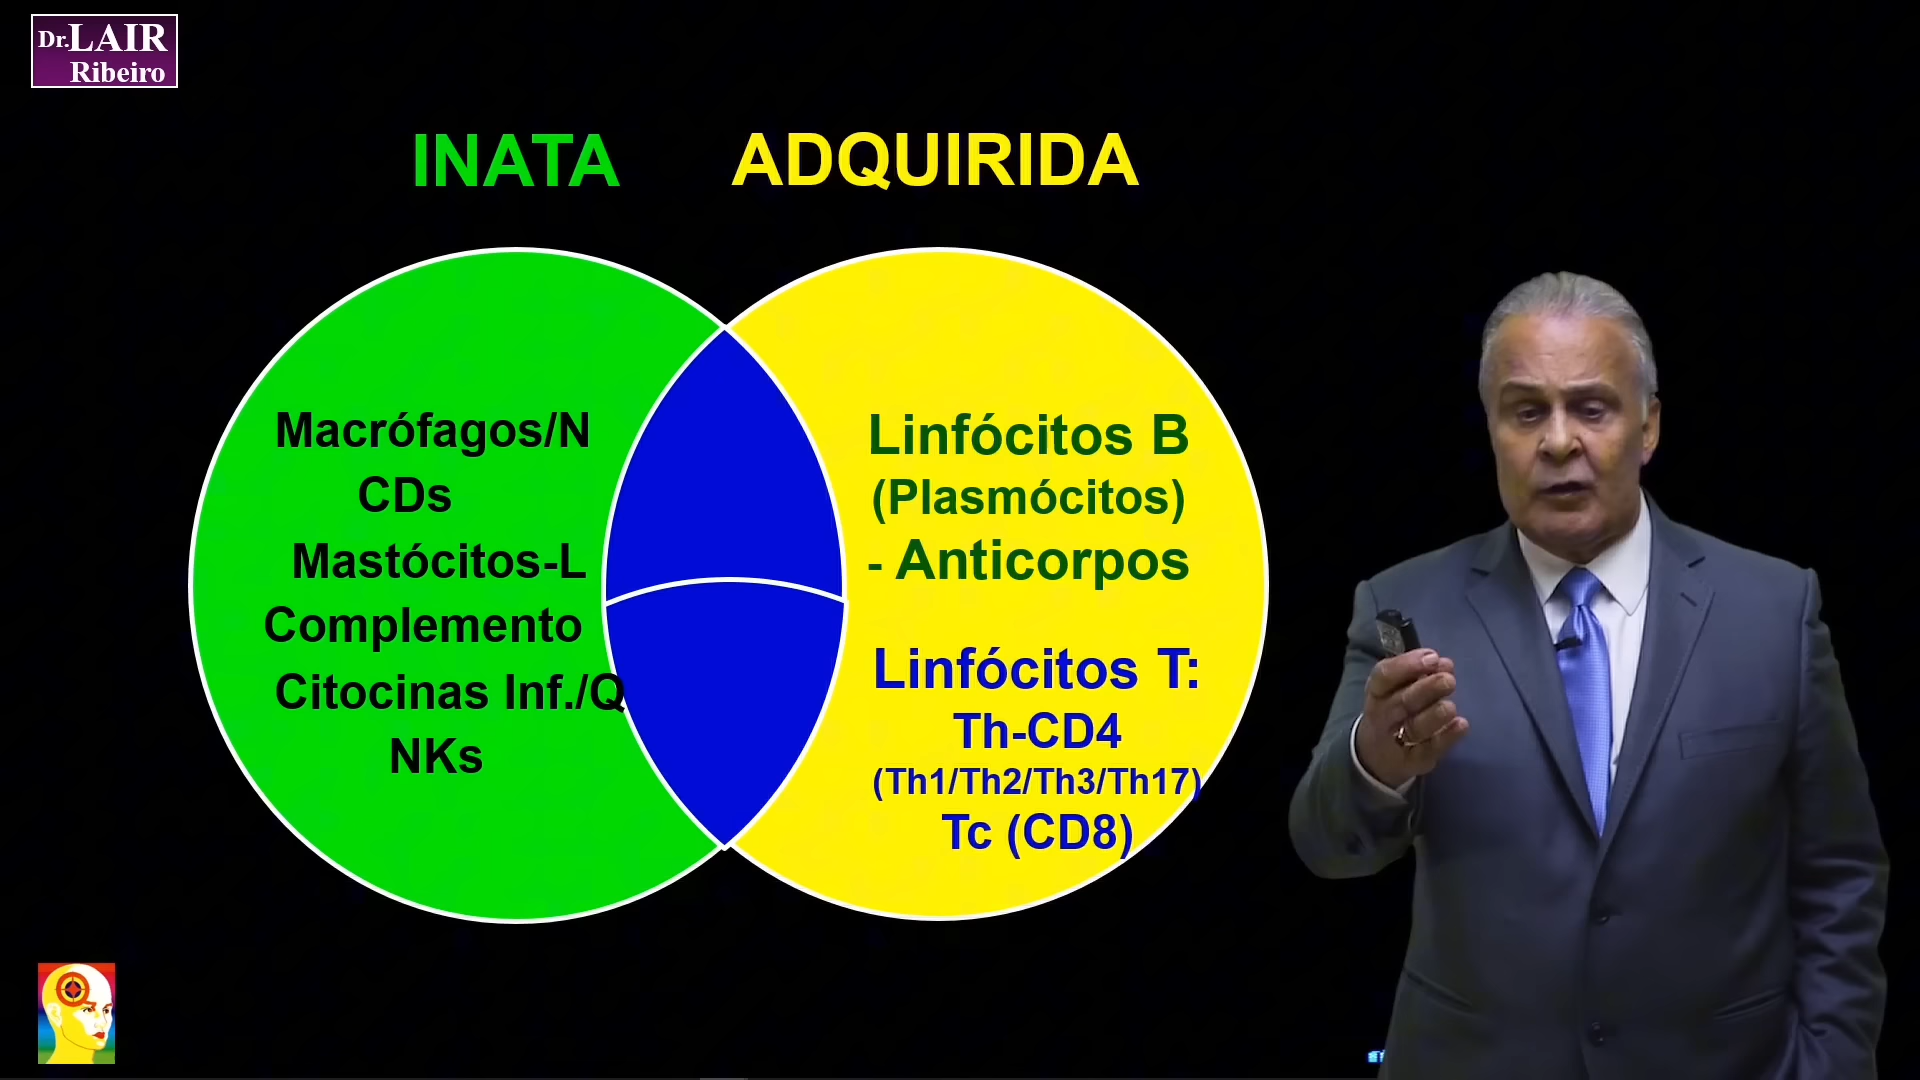 Dr.LAIR
Ribeiro
INATA
ADQUIRIDA
Macrófagos/N
CDs
Mastócitos-L
Complemento
Citocinas Inf./Q
NKs
Linfócitos B
(Plasmócitos)
- Anticorpos
Linfócitos T:
Th-CD4
(Th1/Th2/Th3/Th17)
Tc (CD8)